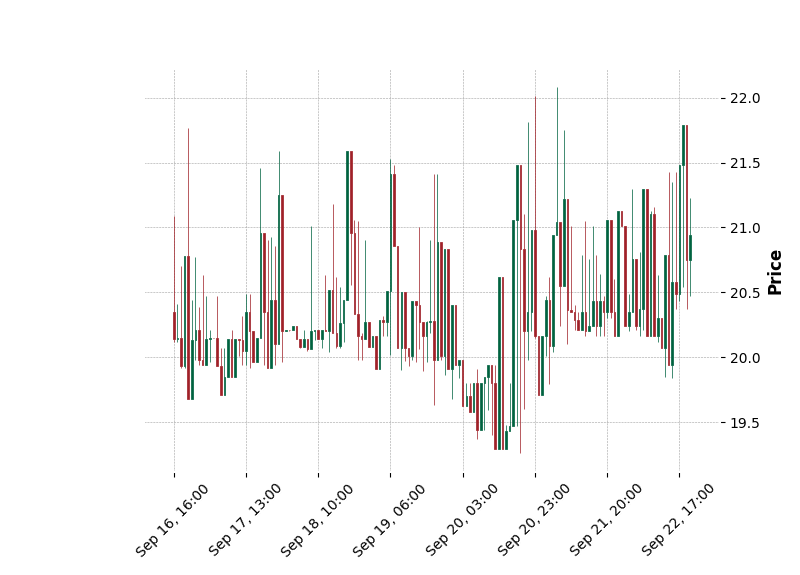 22.0
21.5
21.0
20.5
20.0
19.5
Price
Sep 16, 16:00
Sep 17, 13:00
Sep 18, 10:00
Sep 19, 06:00
Sep 20, 03:00
Sep 20, 23:00
Sep 21, 20:00
Sep 22, 17:00